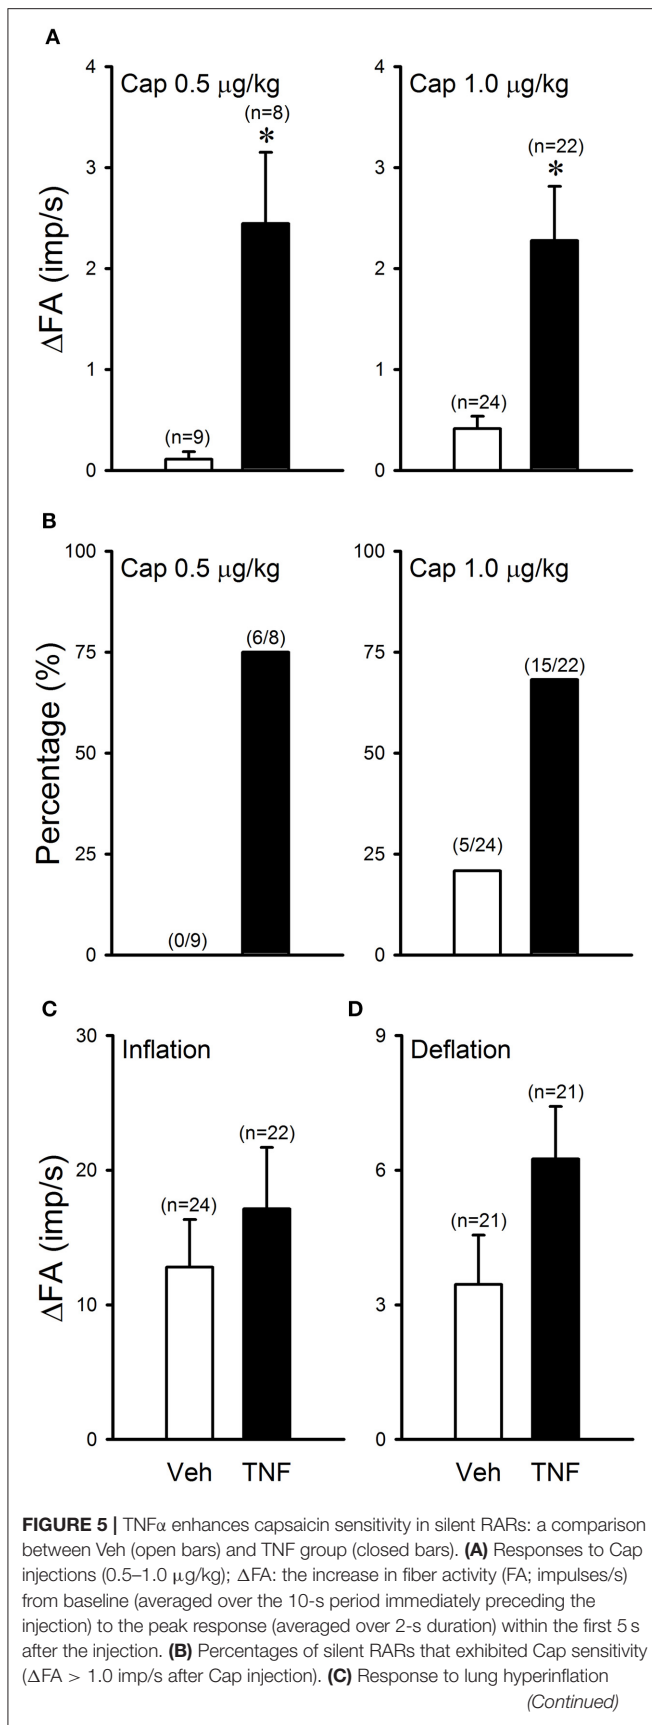 A
Cap 0.5 μg/kg
Cap 1.0 μg/kg
4
3
2
1
0
ΔFA (imp/s)
(n=8)
*
(n=9)
4
3
2
1
0
(n=22)
*
(n=24)
B
Cap 0.5 μg/kg
Cap 1.0 μg/kg
100
75
50
25
0
Percentage (%)
(6/8)
(0/9)
100
75
50
25
0
(15/22)
(5/24)
C
Inflation
30
20
10
0
ΔFA (imp/s)
(n=22)
(n=24)
Veh TNF
D
Deflation
9
6
3
0
(n=21)
(n=21)
Veh TNF
FIGURE 5 | TNFα enhances capsaicin sensitivity in silent RARs: a comparison
between Veh (open bars) and TNF group (closed bars). (A) Responses to Cap
injections (0.5–1.0 μg/kg); ΔFA: the increase in fiber activity (FA; impulses/s)
from baseline (averaged over the 10-s period immediately preceding the
injection) to the peak response (averaged over 2-s duration) within the first 5 s
after the injection. (B) Percentages of silent RARs that exhibited Cap sensitivity
(ΔFA > 1.0 imp/s after Cap injection). (C) Response to lung hyperinflation
(Continued)